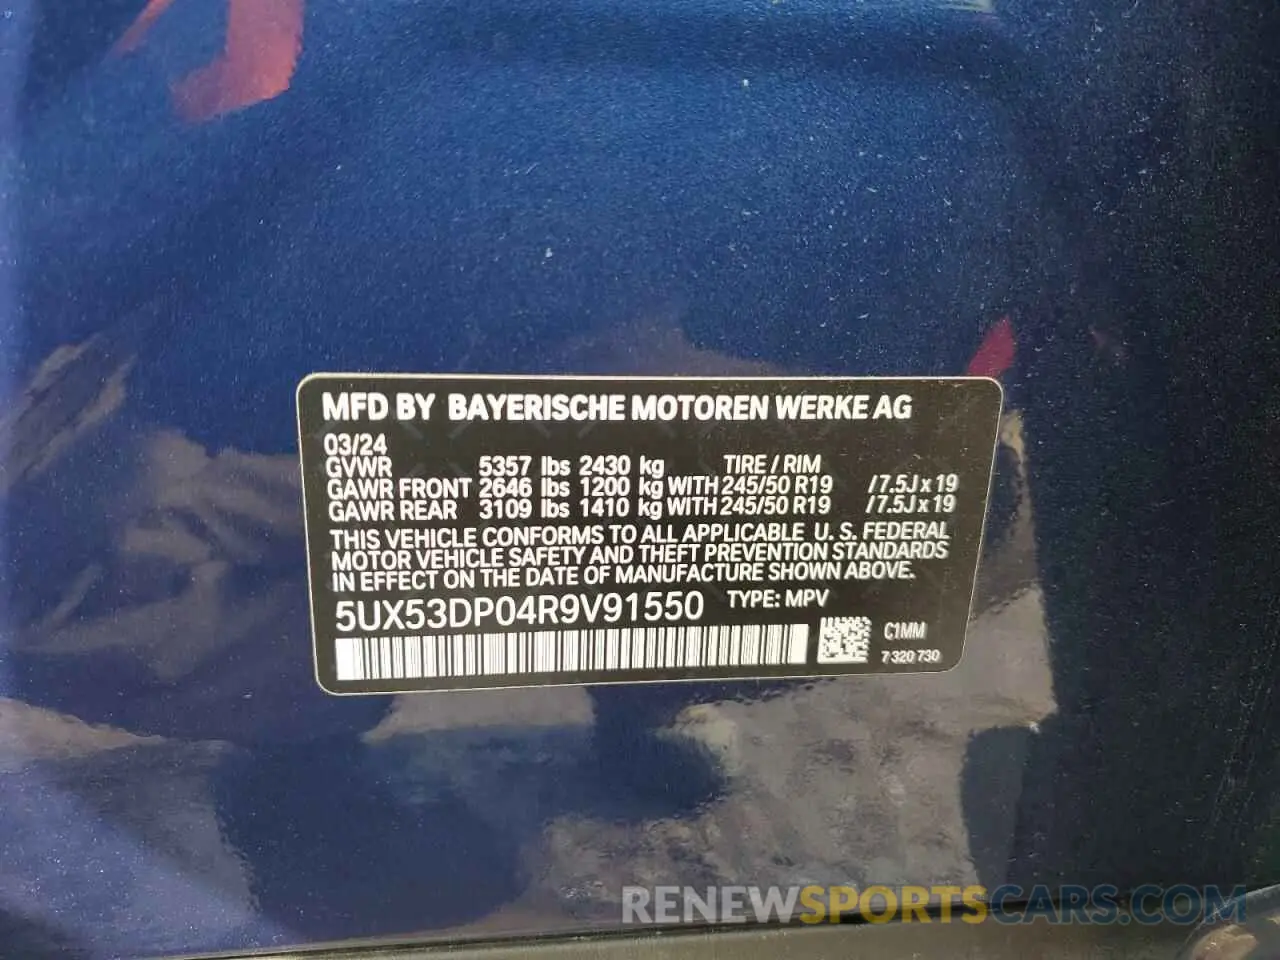 MFD BY BAYERISCHE MOTOREN WERKE AG
03/24
GVWR 5357 lbs 2430 kg TIRE / RIM
GAWR FRONT 2646 lbs 1200 kg WITH 245/50 R19 /7.5J x 19
GAWR REAR 3109 lbs 1410 kg WITH 245/50 R19 /7.5J x 19
THIS VEHICLE CONFORMS TO ALL APPLICABLE U. S. FEDERAL
MOTOR VEHICLE SAFETY AND THEFT PREVENTION STANDARDS
IN EFFECT ON THE DATE OF MANUFACTURE SHOWN ABOVE.
5UX53DP04R9V91550 TYPE: MPV
C1MM
7 320 730
RENEWSPORTSCARS.COM